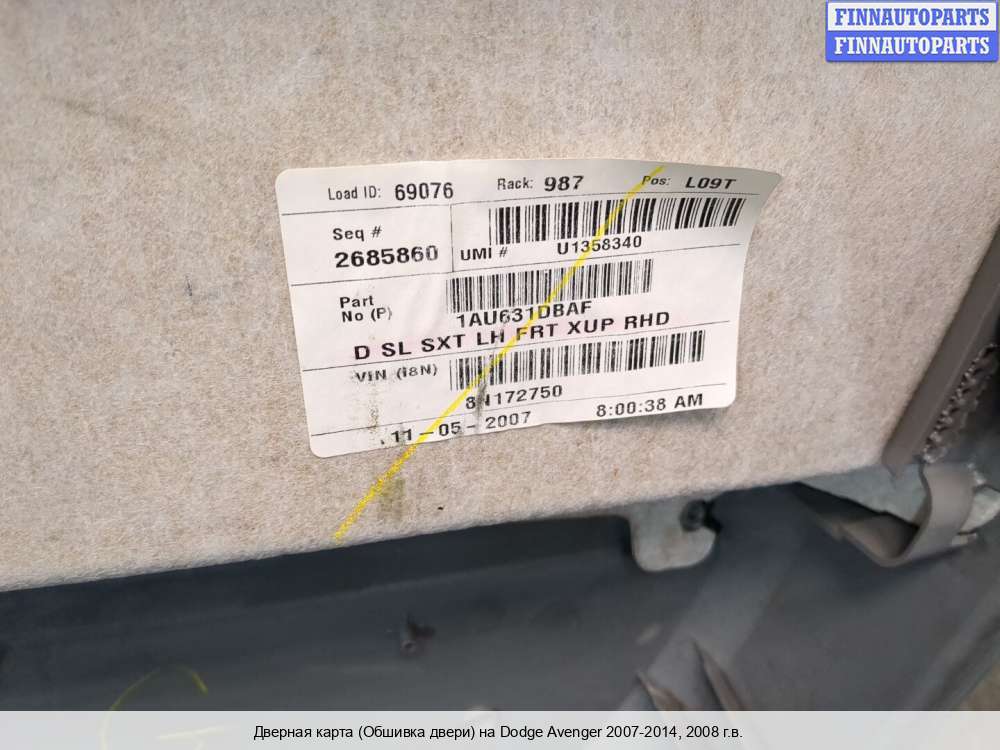 FINNAUTOPARTS
FINNAUTOPARTS
Load ID: 69076 Rack: 987 Pos: L09T
Seq #
2685860 UMI # U1358340
Part
No (P) 1AU631DBAF
D SL SXT LH FRT XUP RHD
VIN (I8N)
8N172750
11-05-2007 8:00:38 AM
Дверная карта (Обшивка двери) на Dodge Avenger 2007-2014, 2008 г.в.